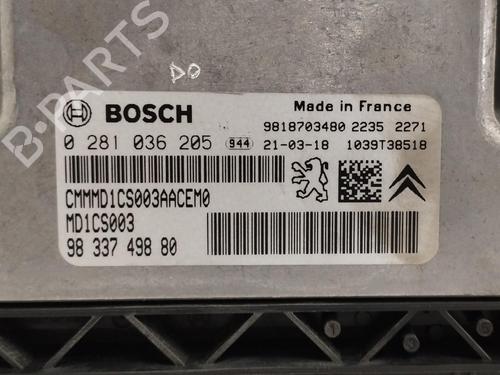 DO
BOSCH
Made in France
0 281 036 205 944
9818703480 2235 2271
21-03-18 1039T38518
CMMMD1CS003AACEM0
MD1CS003
98 337 498 80
B-PARTS